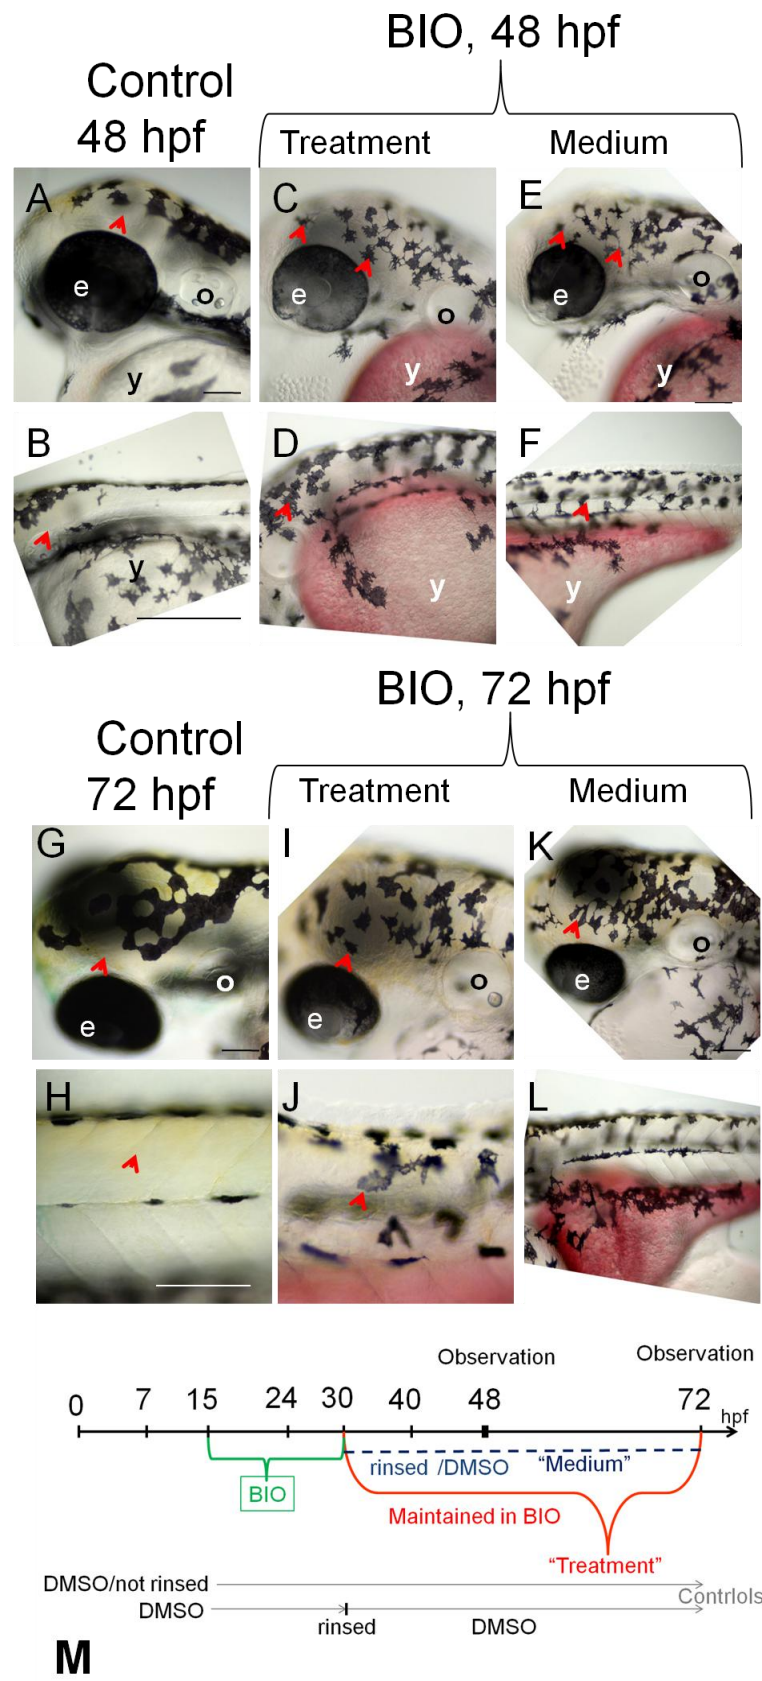 BIO, 48 hpf
Control
48 hpf
Treatment
Medium
A
e
o
y
C
e
o
y
E
e
o
y
B
y
D
y
F
y
BIO, 72 hpf
Control
72 hpf
Treatment
Medium
G
e
o
I
e
o
K
e
o
H
J
L
Observation
Observation
0 7 15 24 30 40 48 72 hpf
rinsed /DMSO "Medium"
BIO
Maintained in BIO
"Treatment"
DMSO/not rinsed
Contrlols
DMSO
rinsed
DMSO
M